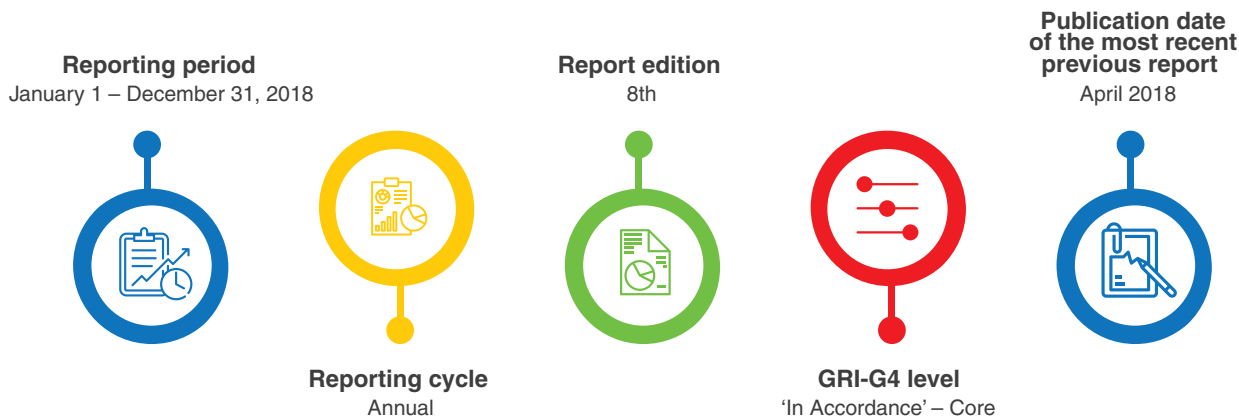 Reporting period
January 1 – December 31, 2018
Reporting cycle
Annual
Report edition
8th
GRI-G4 level
‘In Accordance’ – Core
Publication date
of the most recent
previous report
April 2018